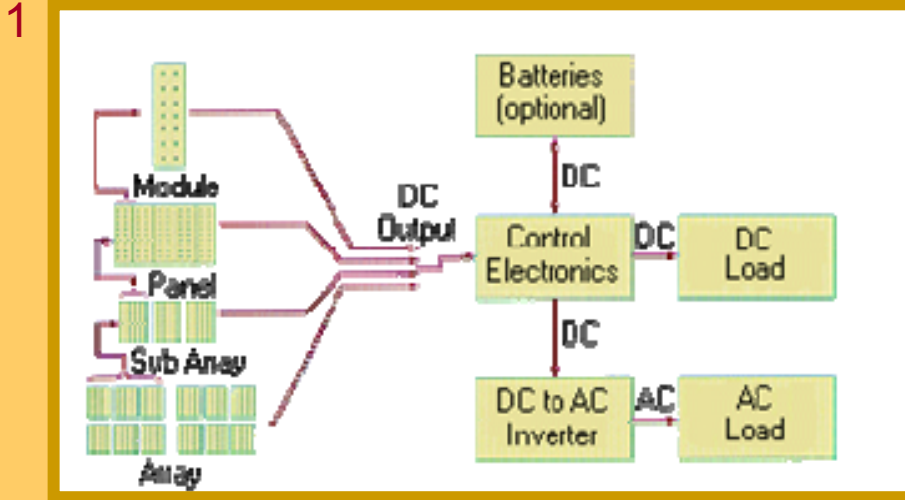 1
Module
Panel
Sub Array
Array
DC
Output
Batteries
(optional)
DC
Control
Electronics
DC
DC
Load
DC
DC to AC
Inverter
AC
AC
Load